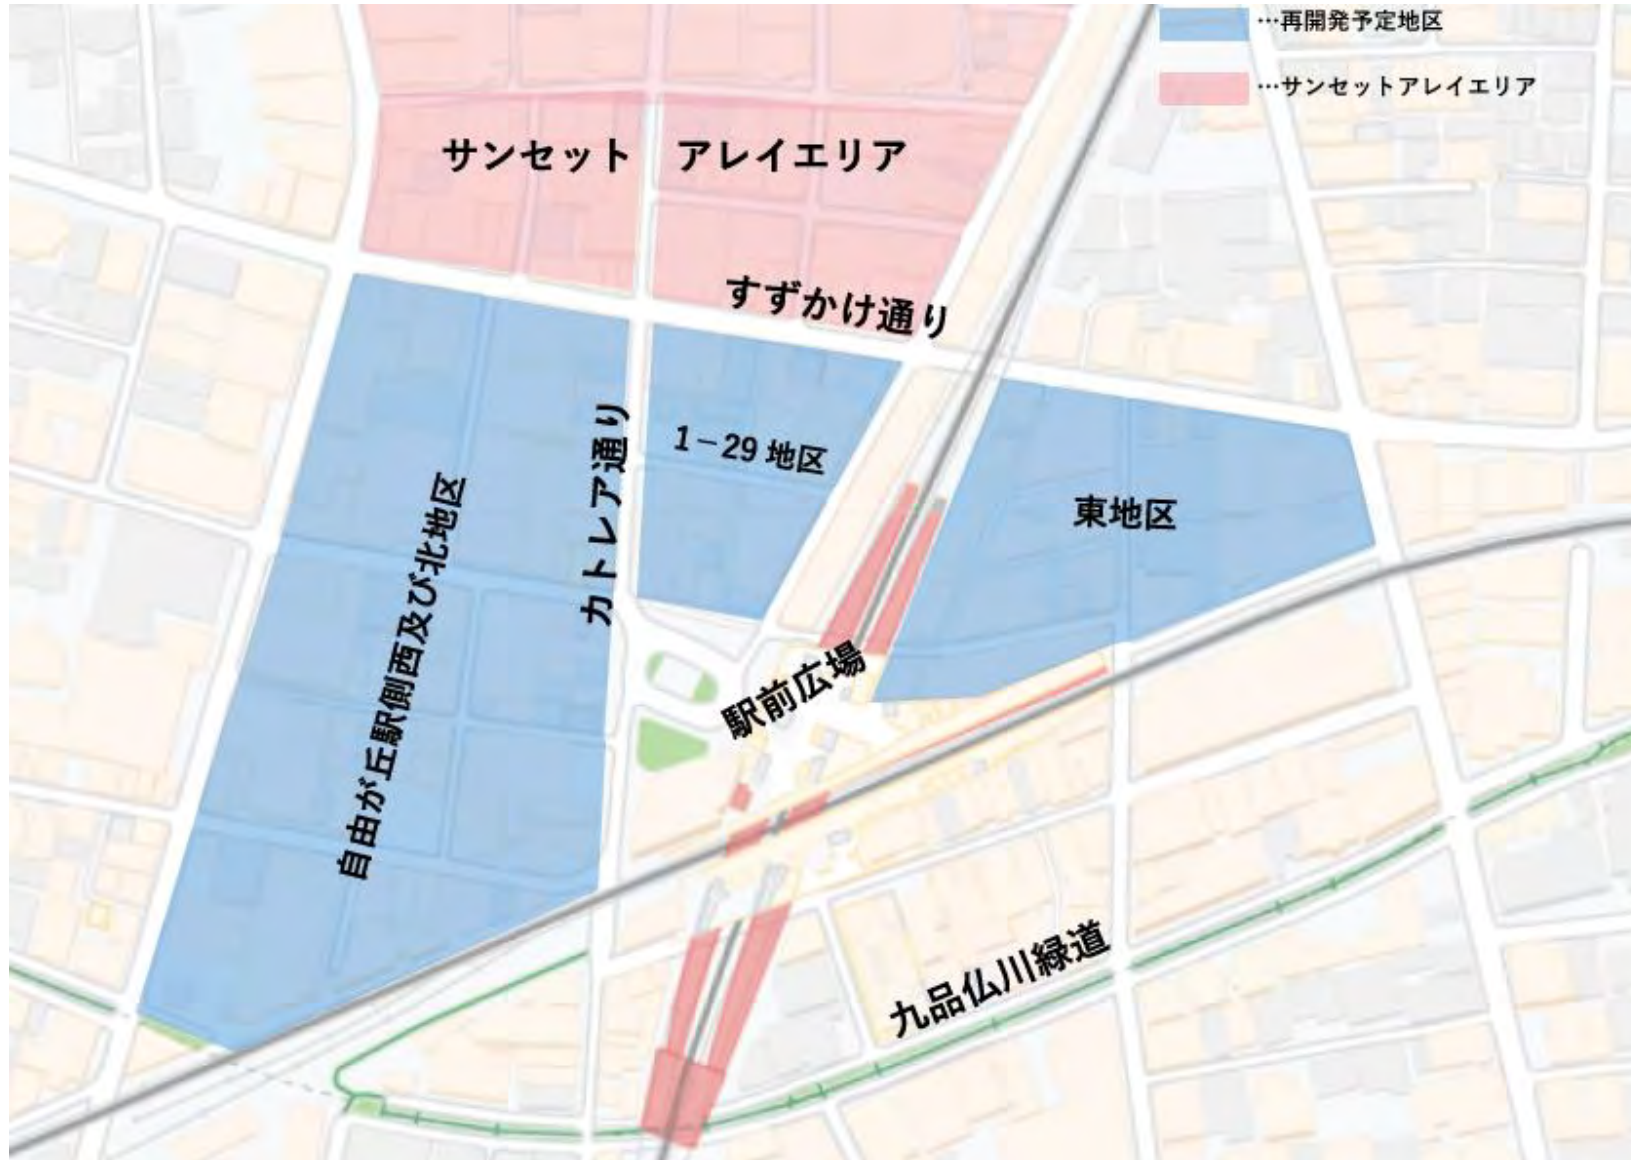 …再開発予定地区
…サンセットアレイエリア
サンセット アレイエリア
すずかけ通り
1－29 地区
カトレア通り
東地区
自由が丘駅側西及び北地区
駅前広場
九品仏川緑道